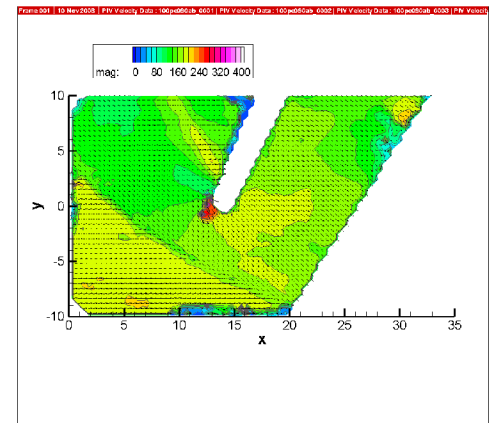 Frame 001 | 10 Nov 2008 | PIV Velocity Data : 100pc050ab_0001 | PIV Velocity Data : 100pc050ab_0002 | PIV Velocity Data : 100pc050ab_0003 | PIV Velocity
mag: 0 80 160 240 320 400
10
5
y
0
-5
-10
0 5 10 15 20 25 30 35
x